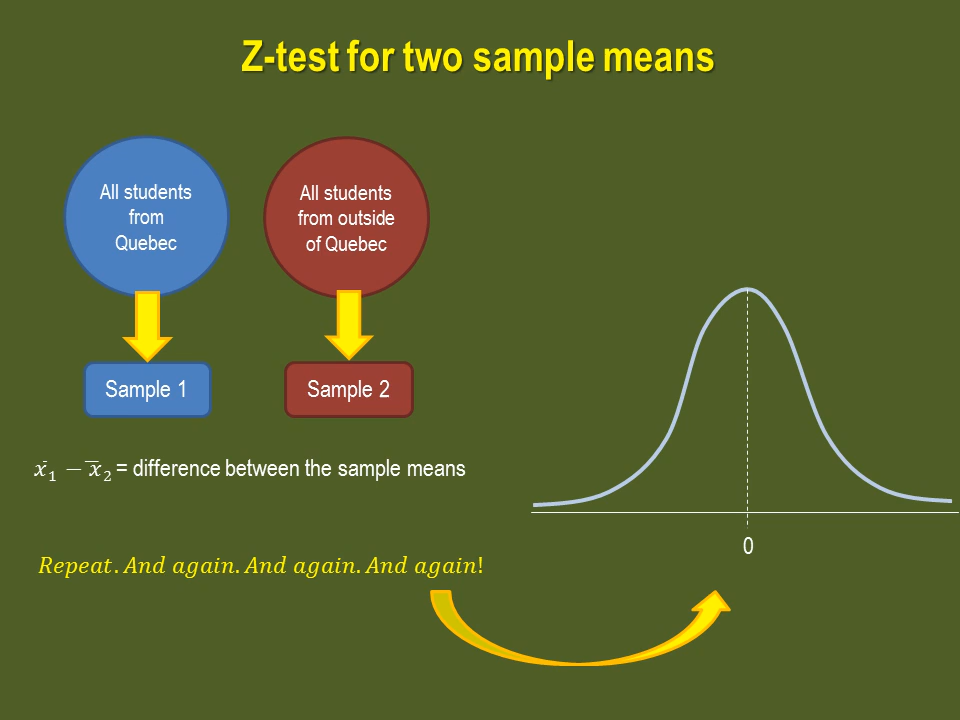 Z-test for two sample means
All students
from
Quebec
All students
from outside
of Quebec
Sample 1
Sample 2
x̄₁ − x̄₂ = difference between the sample means
0
Repeat. And again. And again. And again!